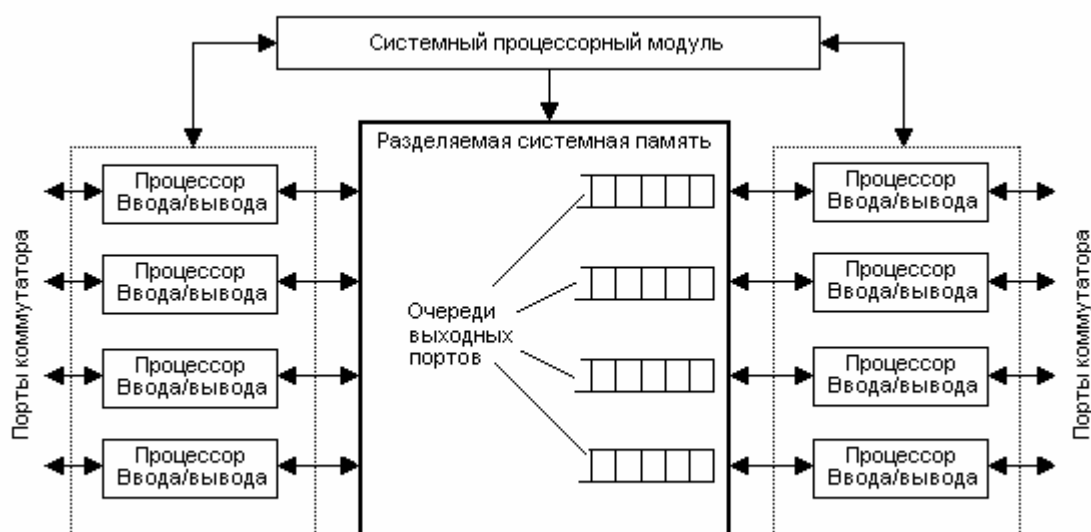 Системный процессорный модуль
Разделяемая системная память
Порты коммутатора
Процессор
Ввода/вывода
Процессор
Ввода/вывода
Процессор
Ввода/вывода
Процессор
Ввода/вывода
Очереди
выходных
портов
Процессор
Ввода/вывода
Процессор
Ввода/вывода
Процессор
Ввода/вывода
Процессор
Ввода/вывода
Порты коммутатора